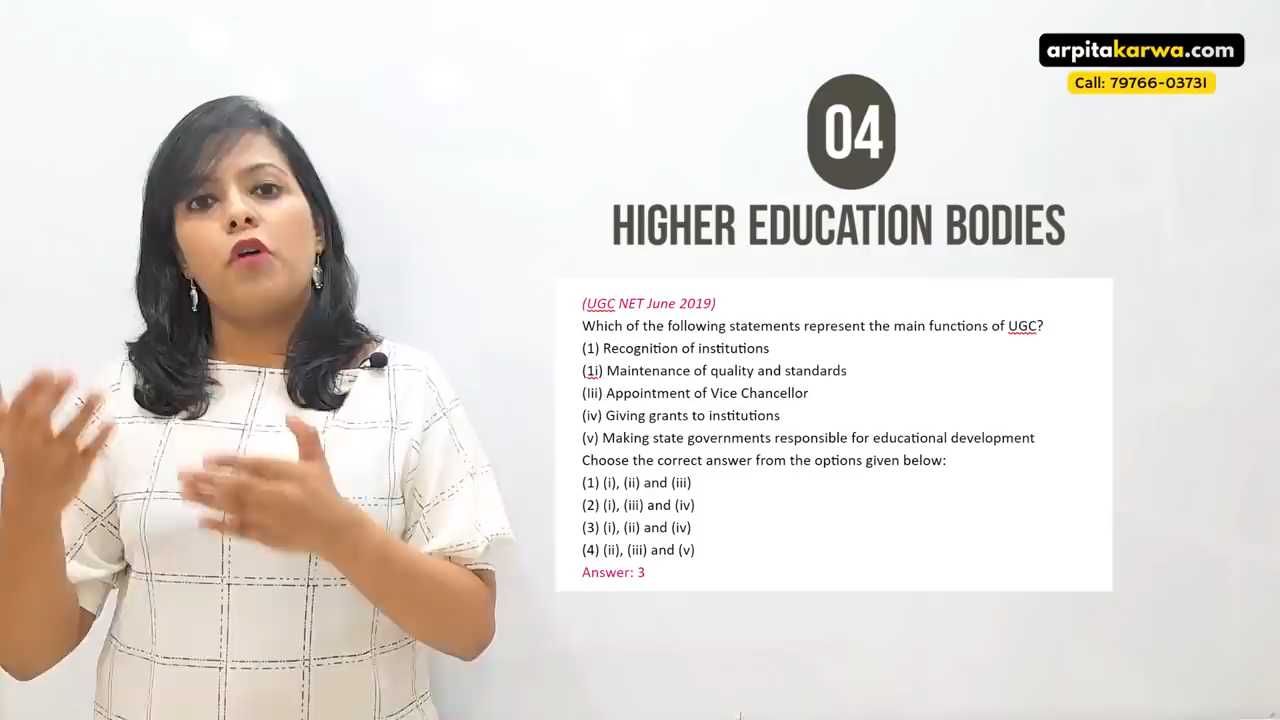 arpitakarwa.com
Call: 79766-03731
04
HIGHER EDUCATION BODIES
(UGC NET June 2019)
Which of the following statements represent the main functions of UGC?
(1) Recognition of institutions
(1i) Maintenance of quality and standards
(Iii) Appointment of Vice Chancellor
(iv) Giving grants to institutions
(v) Making state governments responsible for educational development
Choose the correct answer from the options given below:
(1) (i), (ii) and (iii)
(2) (i), (iii) and (iv)
(3) (i), (ii) and (iv)
(4) (ii), (iii) and (v)
Answer: 3